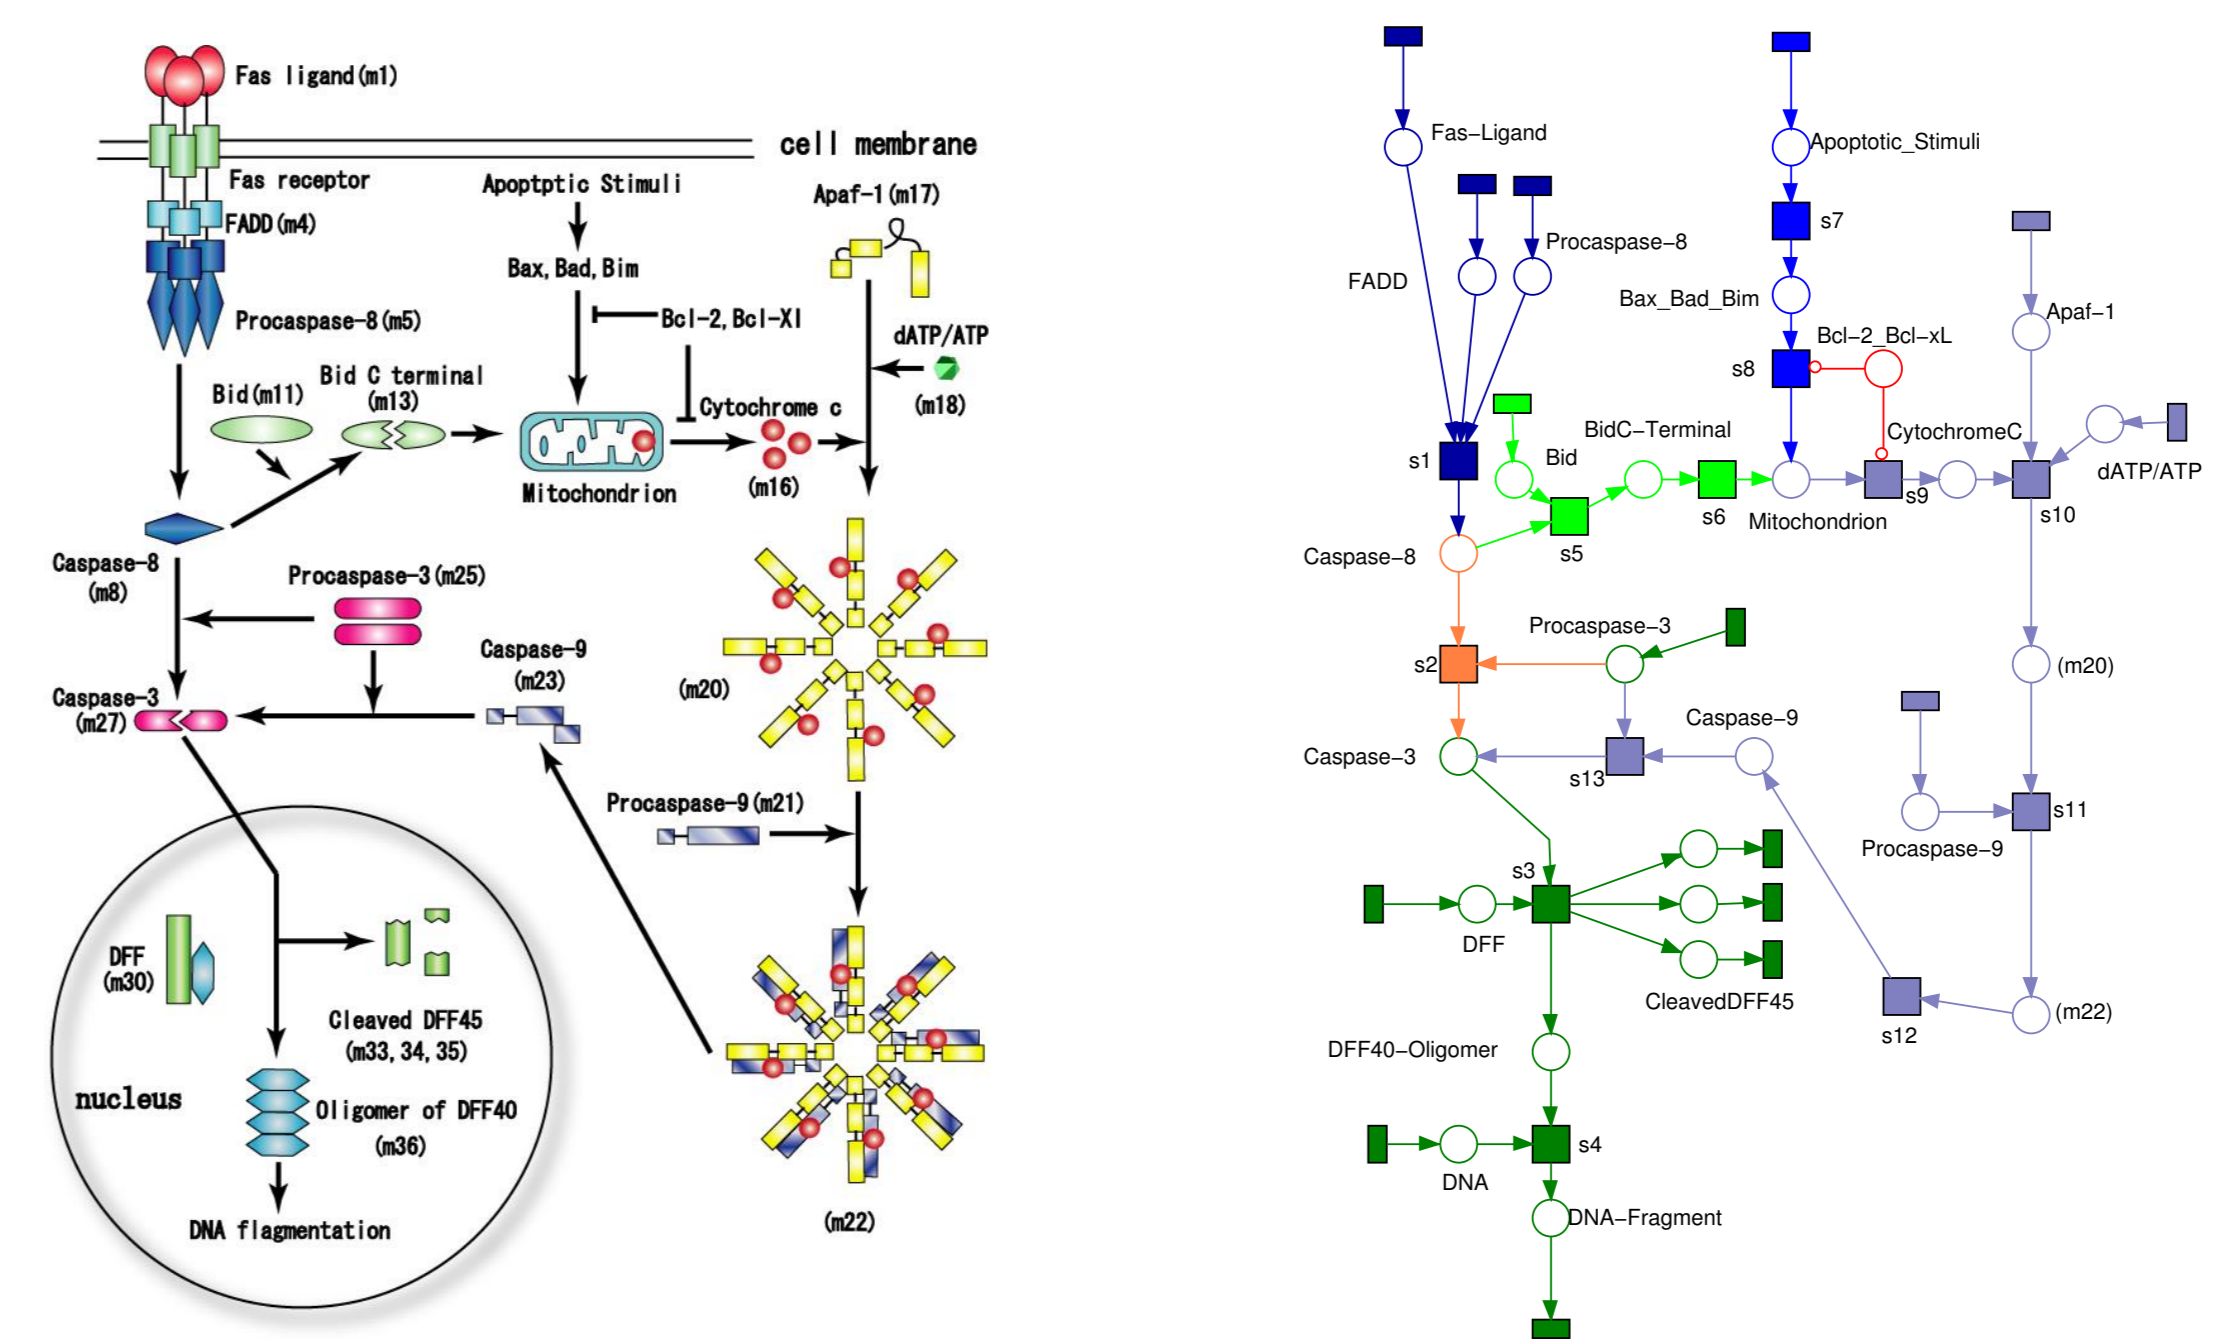 Fas ligand(m1)
cell membrane
Fas receptor
FADD(m4)
Procaspase-8(m5)
Apoptptic Stimuli
Bax,Bad,Bim
Bcl-2,Bcl-Xl
Apaf-1(m17)
dATP/ATP
(m18)
Bid(m11)
Bid C terminal
(m13)
Mitochondrion
Cytochrome c
(m16)
Caspase-8
(m8)
Procaspase-3(m25)
Caspase-9
(m23)
Caspase-3
(m27)
(m20)
Procaspase-9(m21)
DFF
(m30)
Cleaved DFF45
(m33,34,35)
nucleus
Oligomer of DFF40
(m36)
DNA flagmentation
(m22)
Fas-Ligand
Apoptotic_Stimuli
s7
Procaspase-8
FADD
Bax_Bad_Bim
Apaf-1
Bcl-2_Bcl-xL
s8
BidC-Terminal
CytochromeC
s1
Bid
dATP/ATP
s9
s10
s6
Mitochondrion
s5
Caspase-8
Procaspase-3
s2
(m20)
Caspase-9
Caspase-3
s13
s11
Procaspase-9
s3
DFF
CleavedDFF45
(m22)
s12
DFF40-Oligomer
s4
DNA
DNA-Fragment